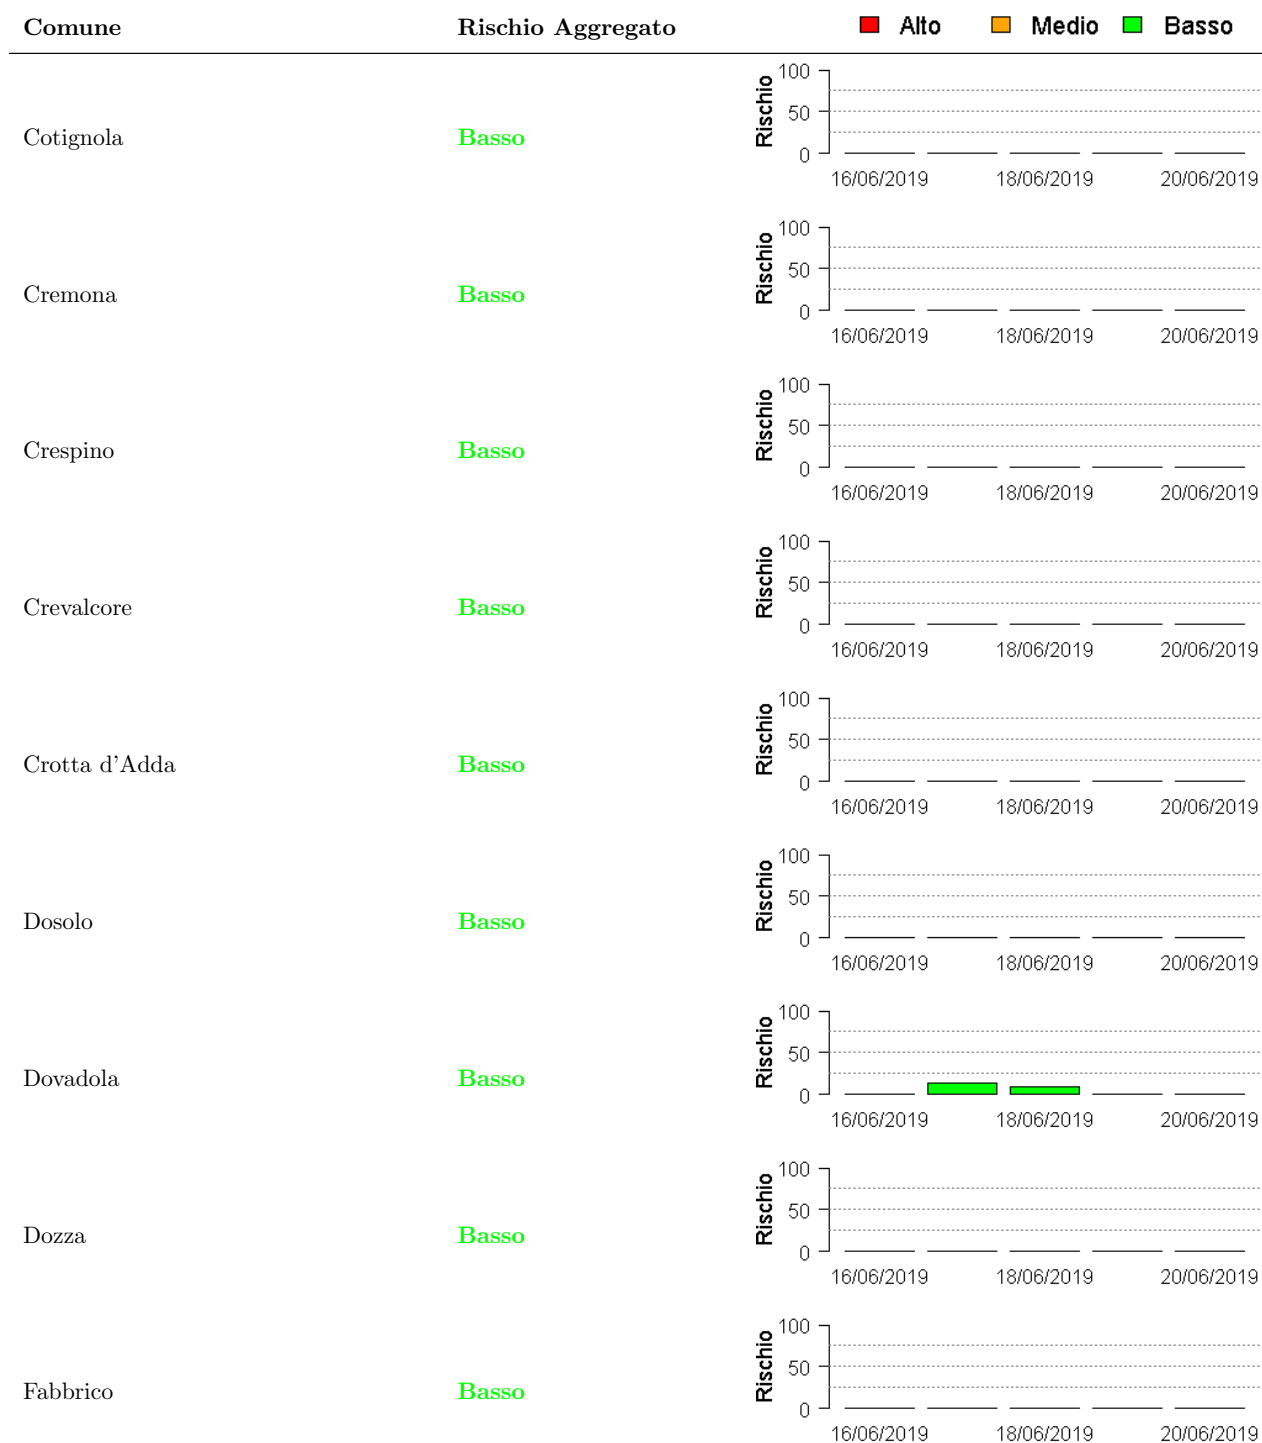 Comune Rischio Aggregato Alto Medio Basso
Cotignola Basso
Rischio
100
50
0
16/06/2019 18/06/2019 20/06/2019
Cremona Basso
Rischio
100
50
0
16/06/2019 18/06/2019 20/06/2019
Crespino Basso
Rischio
100
50
0
16/06/2019 18/06/2019 20/06/2019
Crevalcore Basso
Rischio
100
50
0
16/06/2019 18/06/2019 20/06/2019
Crotta d'Adda Basso
Rischio
100
50
0
16/06/2019 18/06/2019 20/06/2019
Dosolo Basso
Rischio
100
50
0
16/06/2019 18/06/2019 20/06/2019
Dovadola Basso
Rischio
100
50
0
16/06/2019 18/06/2019 20/06/2019
Dozza Basso
Rischio
100
50
0
16/06/2019 18/06/2019 20/06/2019
Fabbrico Basso
Rischio
100
50
0
16/06/2019 18/06/2019 20/06/2019